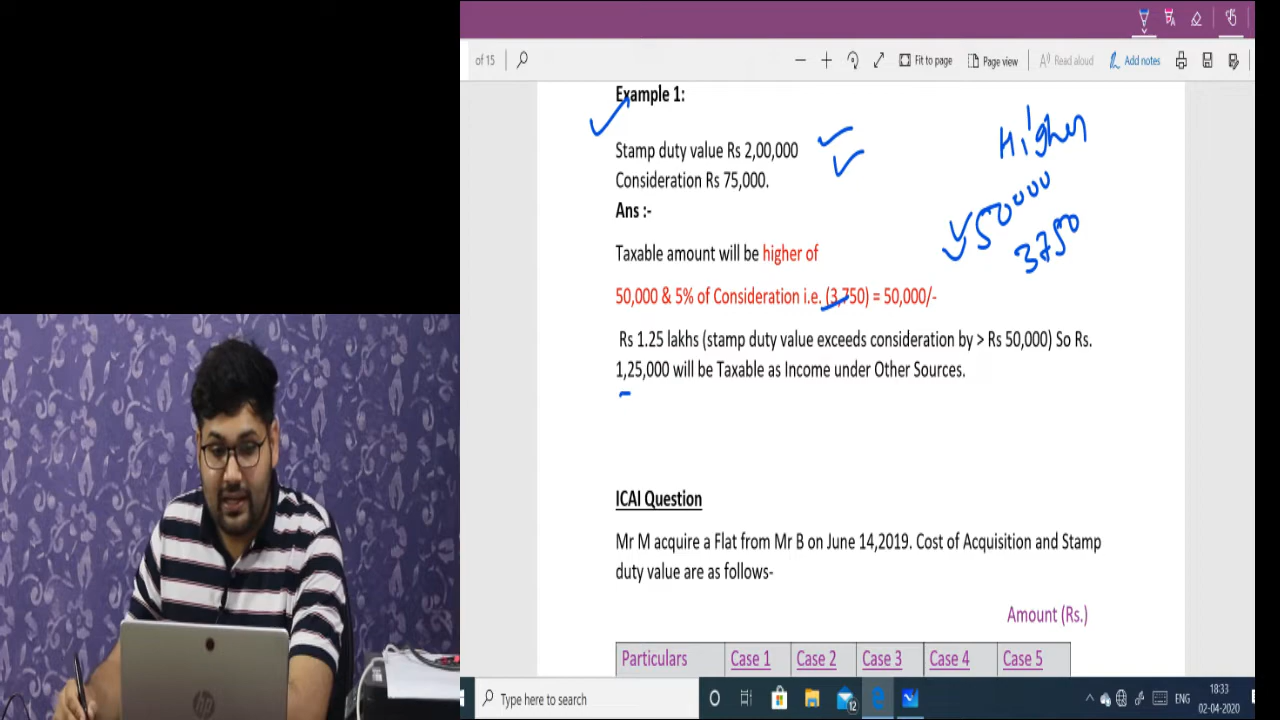 of 15
Fit to page
Page view
Read aloud
Add notes
Example 1:
Stamp duty value Rs 2,00,000
Consideration Rs 75,000.
Ans :-
Taxable amount will be higher of
50,000 & 5% of Consideration i.e. (3,750) = 50,000/-
Rs 1.25 lakhs (stamp duty value exceeds consideration by > Rs 50,000) So Rs.
1,25,000 will be Taxable as Income under Other Sources.
Higher
50000
3750
ICAI Question
Mr M acquire a Flat from Mr B on June 14,2019. Cost of Acquisition and Stamp
duty value are as follows-
Amount (Rs.)
Particulars Case 1 Case 2 Case 3 Case 4 Case 5
hp
Type here to search
12
ENG
18:33
02-04-2020